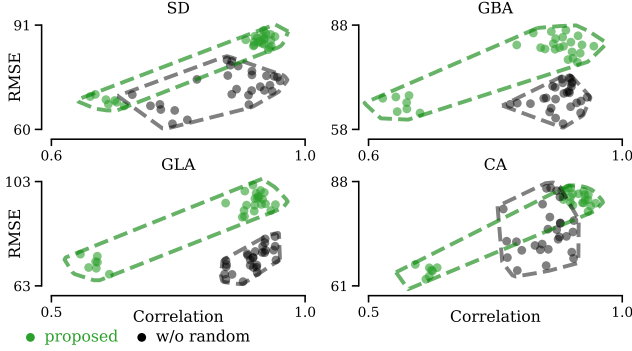 SD
GBA
91
RMSE
60
0.6
1.0
88
58
0.6
1.0
GLA
CA
103
RMSE
63
0.5
1.0
Correlation
88
61
0.5
1.0
Correlation
proposed
w/o random